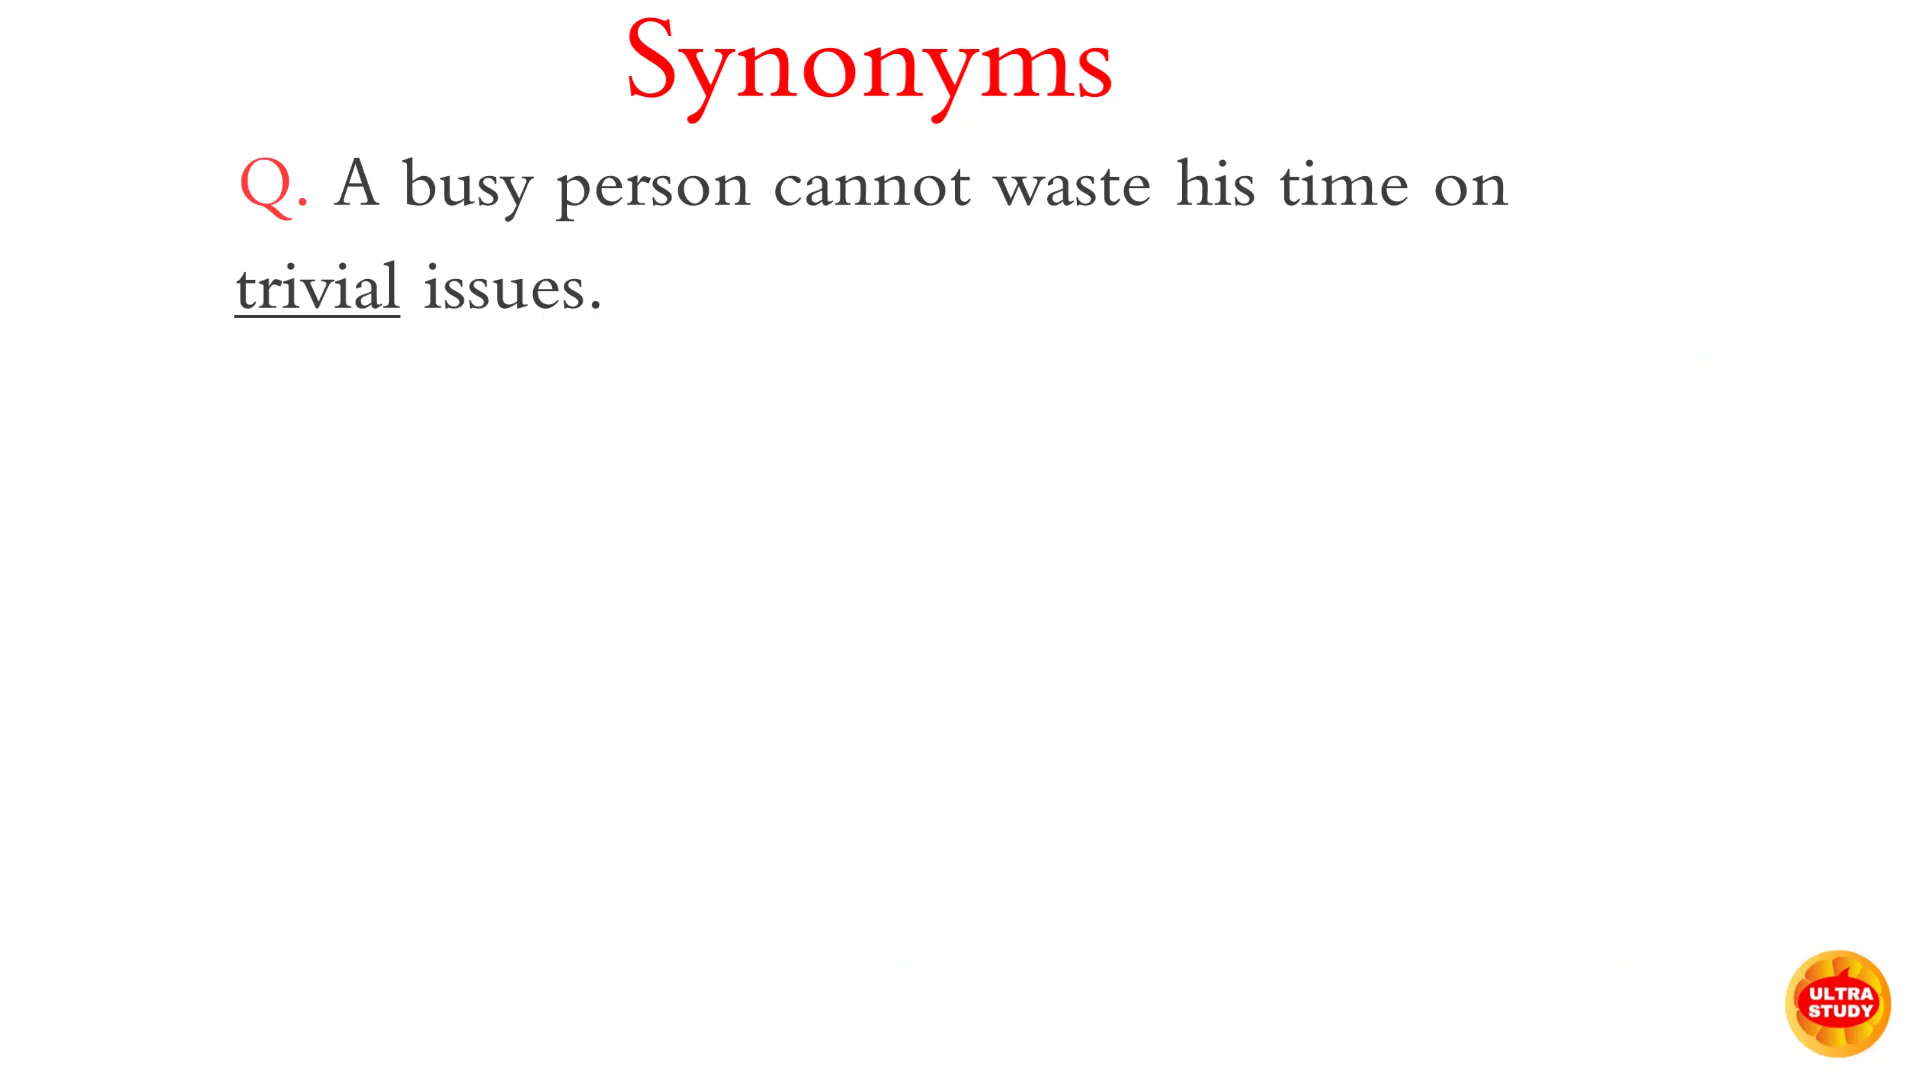 Synonyms
Q. A busy person cannot waste his time on
trivial issues.
ULTRA
STUDY